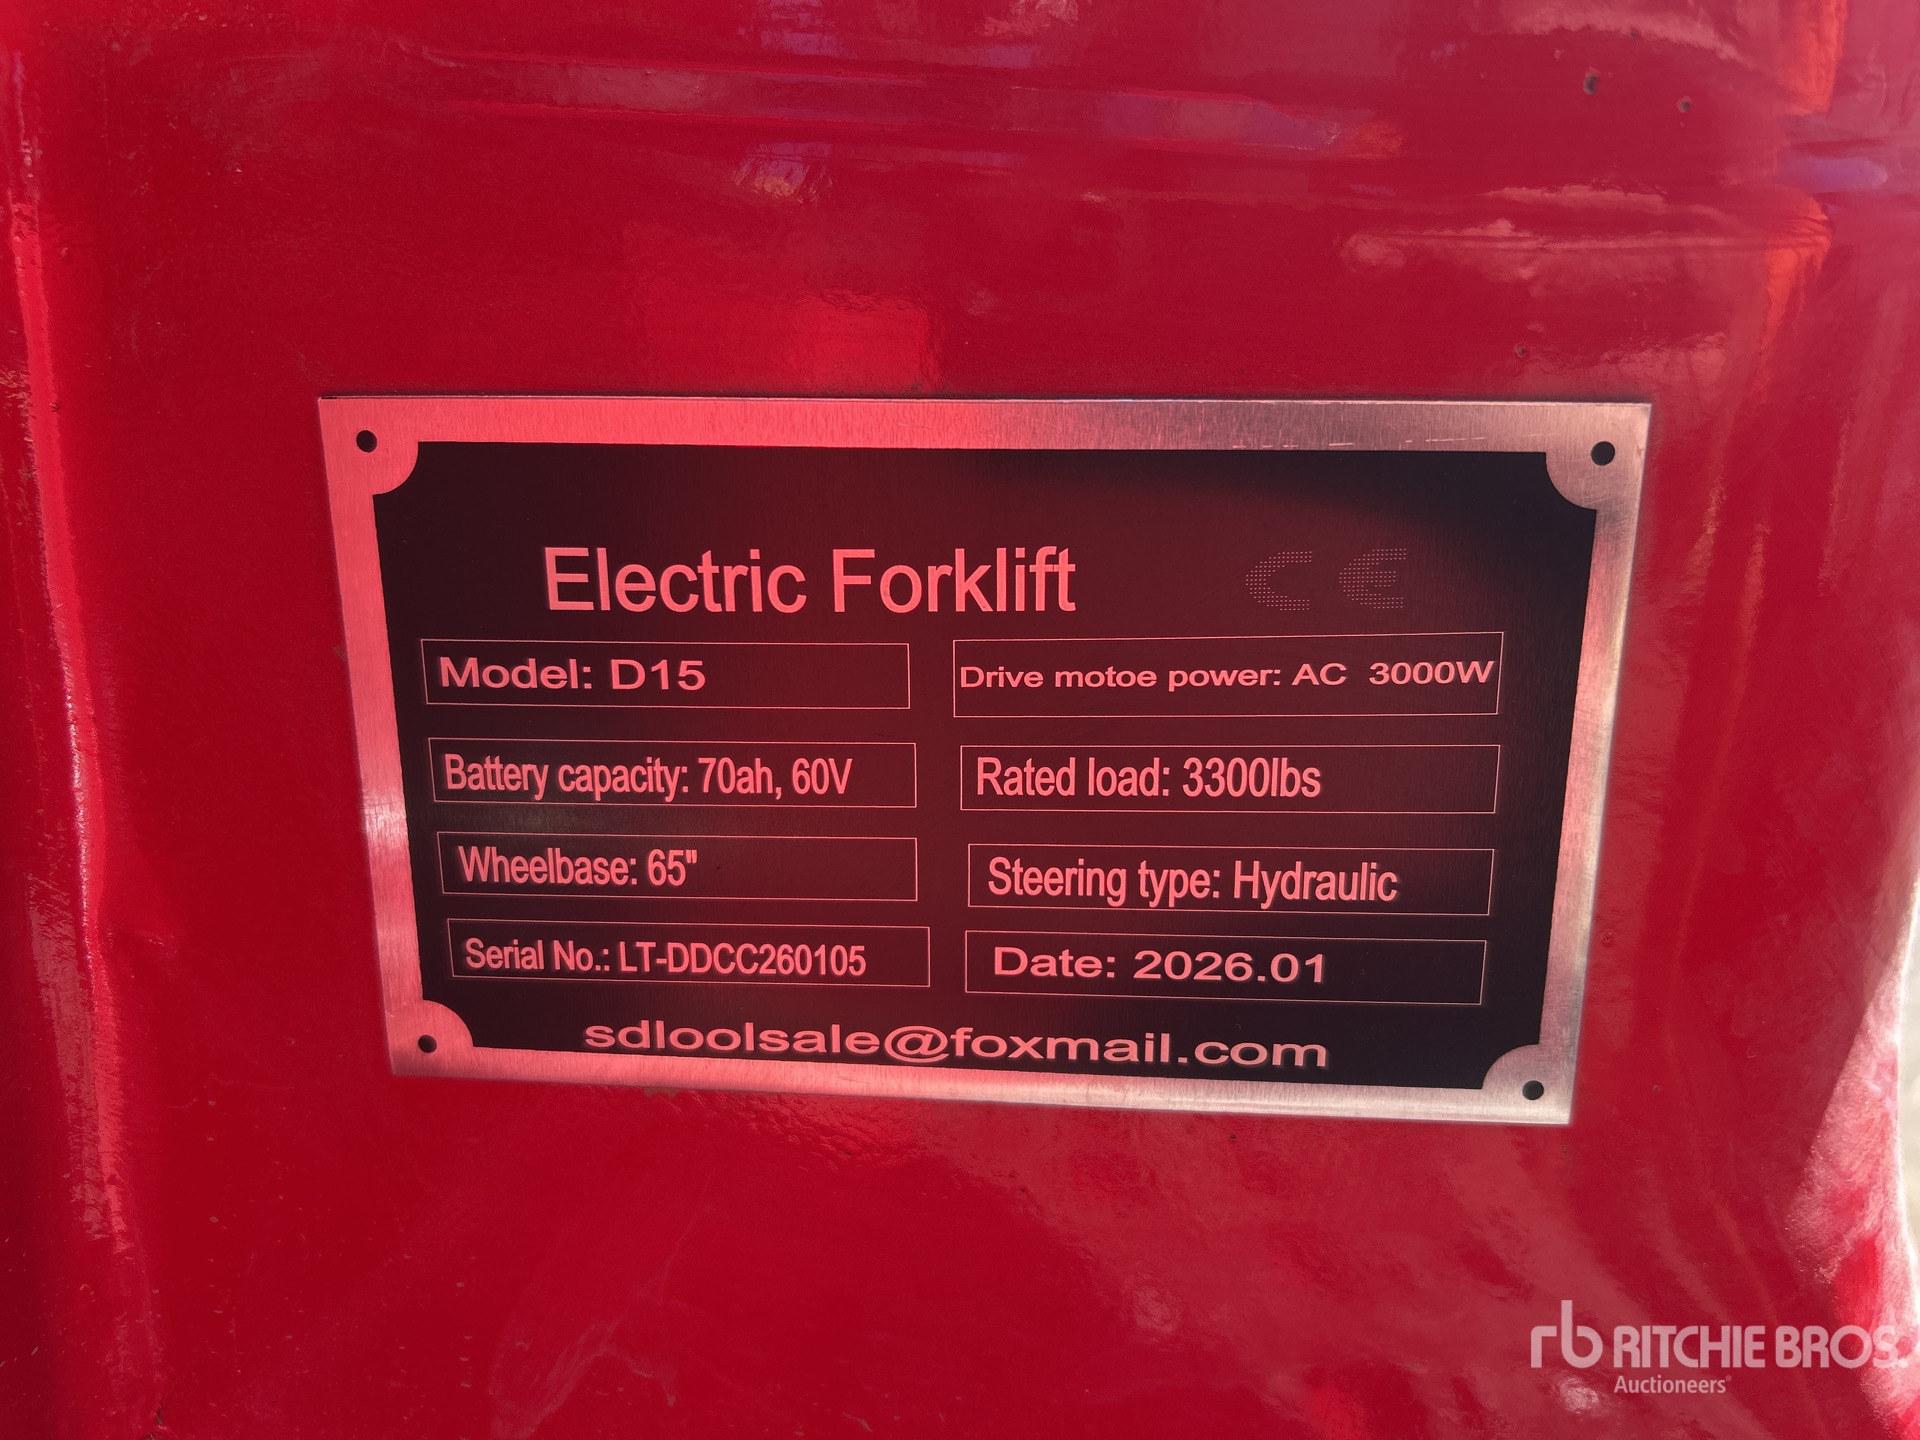 Electric Forklift CE
Model: D15
Drive motoe power: AC 3000W
Battery capacity: 70ah, 60V
Rated load: 3300lbs
Wheelbase: 65"
Steering type: Hydraulic
Serial No.: LT-DDCC260105
Date: 2026.01
sdloolsale@foxmail.com
rb RITCHIE BROS.
Auctioneers